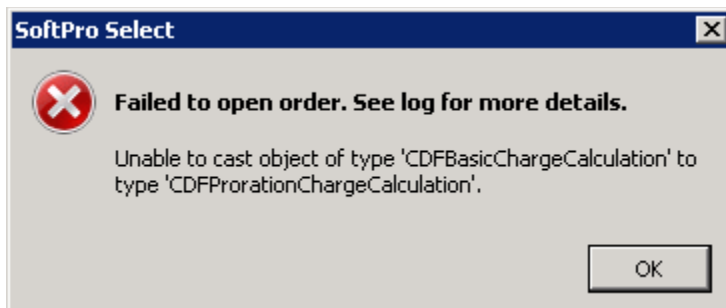 SoftPro Select
Failed to open order. See log for more details.
Unable to cast object of type 'CDFBasicChargeCalculation' to
type 'CDFProrationChargeCalculation'.
OK